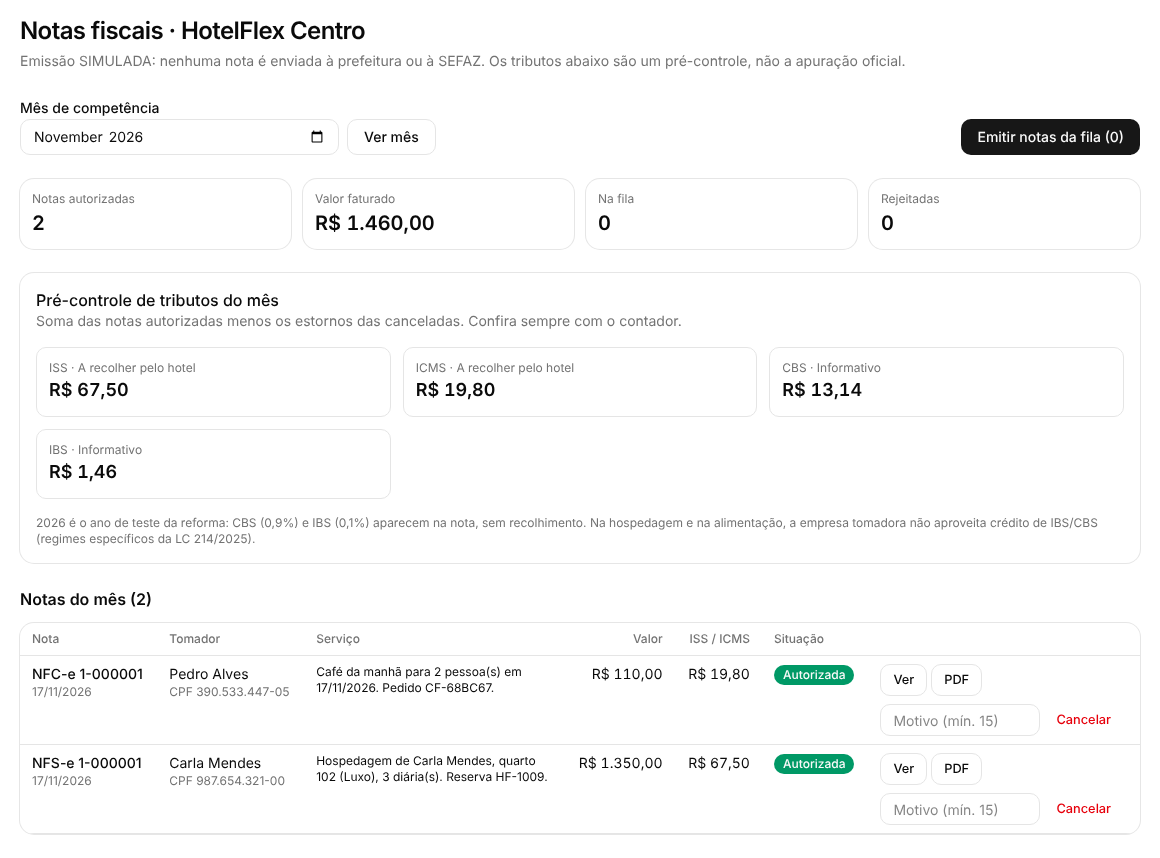 Notas fiscais · HotelFlex Centro
Emissão SIMULADA: nenhuma nota é enviada à prefeitura ou à SEFAZ. Os tributos abaixo são um pré-controle, não a apuração oficial.
Mês de competência
November 2026
Ver mês
Emitir notas da fila (0)
Notas autorizadas
2
Valor faturado
R$ 1.460,00
Na fila
0
Rejeitadas
0
Pré-controle de tributos do mês
Soma das notas autorizadas menos os estornos das canceladas. Confira sempre com o contador.
ISS · A recolher pelo hotel
R$ 67,50
ICMS · A recolher pelo hotel
R$ 19,80
CBS · Informativo
R$ 13,14
IBS · Informativo
R$ 1,46
2026 é o ano de teste da reforma: CBS (0,9%) e IBS (0,1%) aparecem na nota, sem recolhimento. Na hospedagem e na alimentação, a empresa tomadora não aproveita crédito de IBS/CBS
(regimes específicos da LC 214/2025).
Notas do mês (2)
Nota Tomador Serviço Valor ISS / ICMS Situação
NFC-e 1-000001 Pedro Alves Café da manhã para 2 pessoa(s) em R$ 110,00 R$ 19,80 Autorizada Ver PDF
17/11/2026 CPF 390.533.447-05 17/11/2026. Pedido CF-68BC67.
Motivo (mín. 15) Cancelar
NFS-e 1-000001 Carla Mendes Hospedagem de Carla Mendes, quarto R$ 1.350,00 R$ 67,50 Autorizada Ver PDF
17/11/2026 CPF 987.654.321-00 102 (Luxo), 3 diária(s). Reserva HF-1009.
Motivo (mín. 15) Cancelar